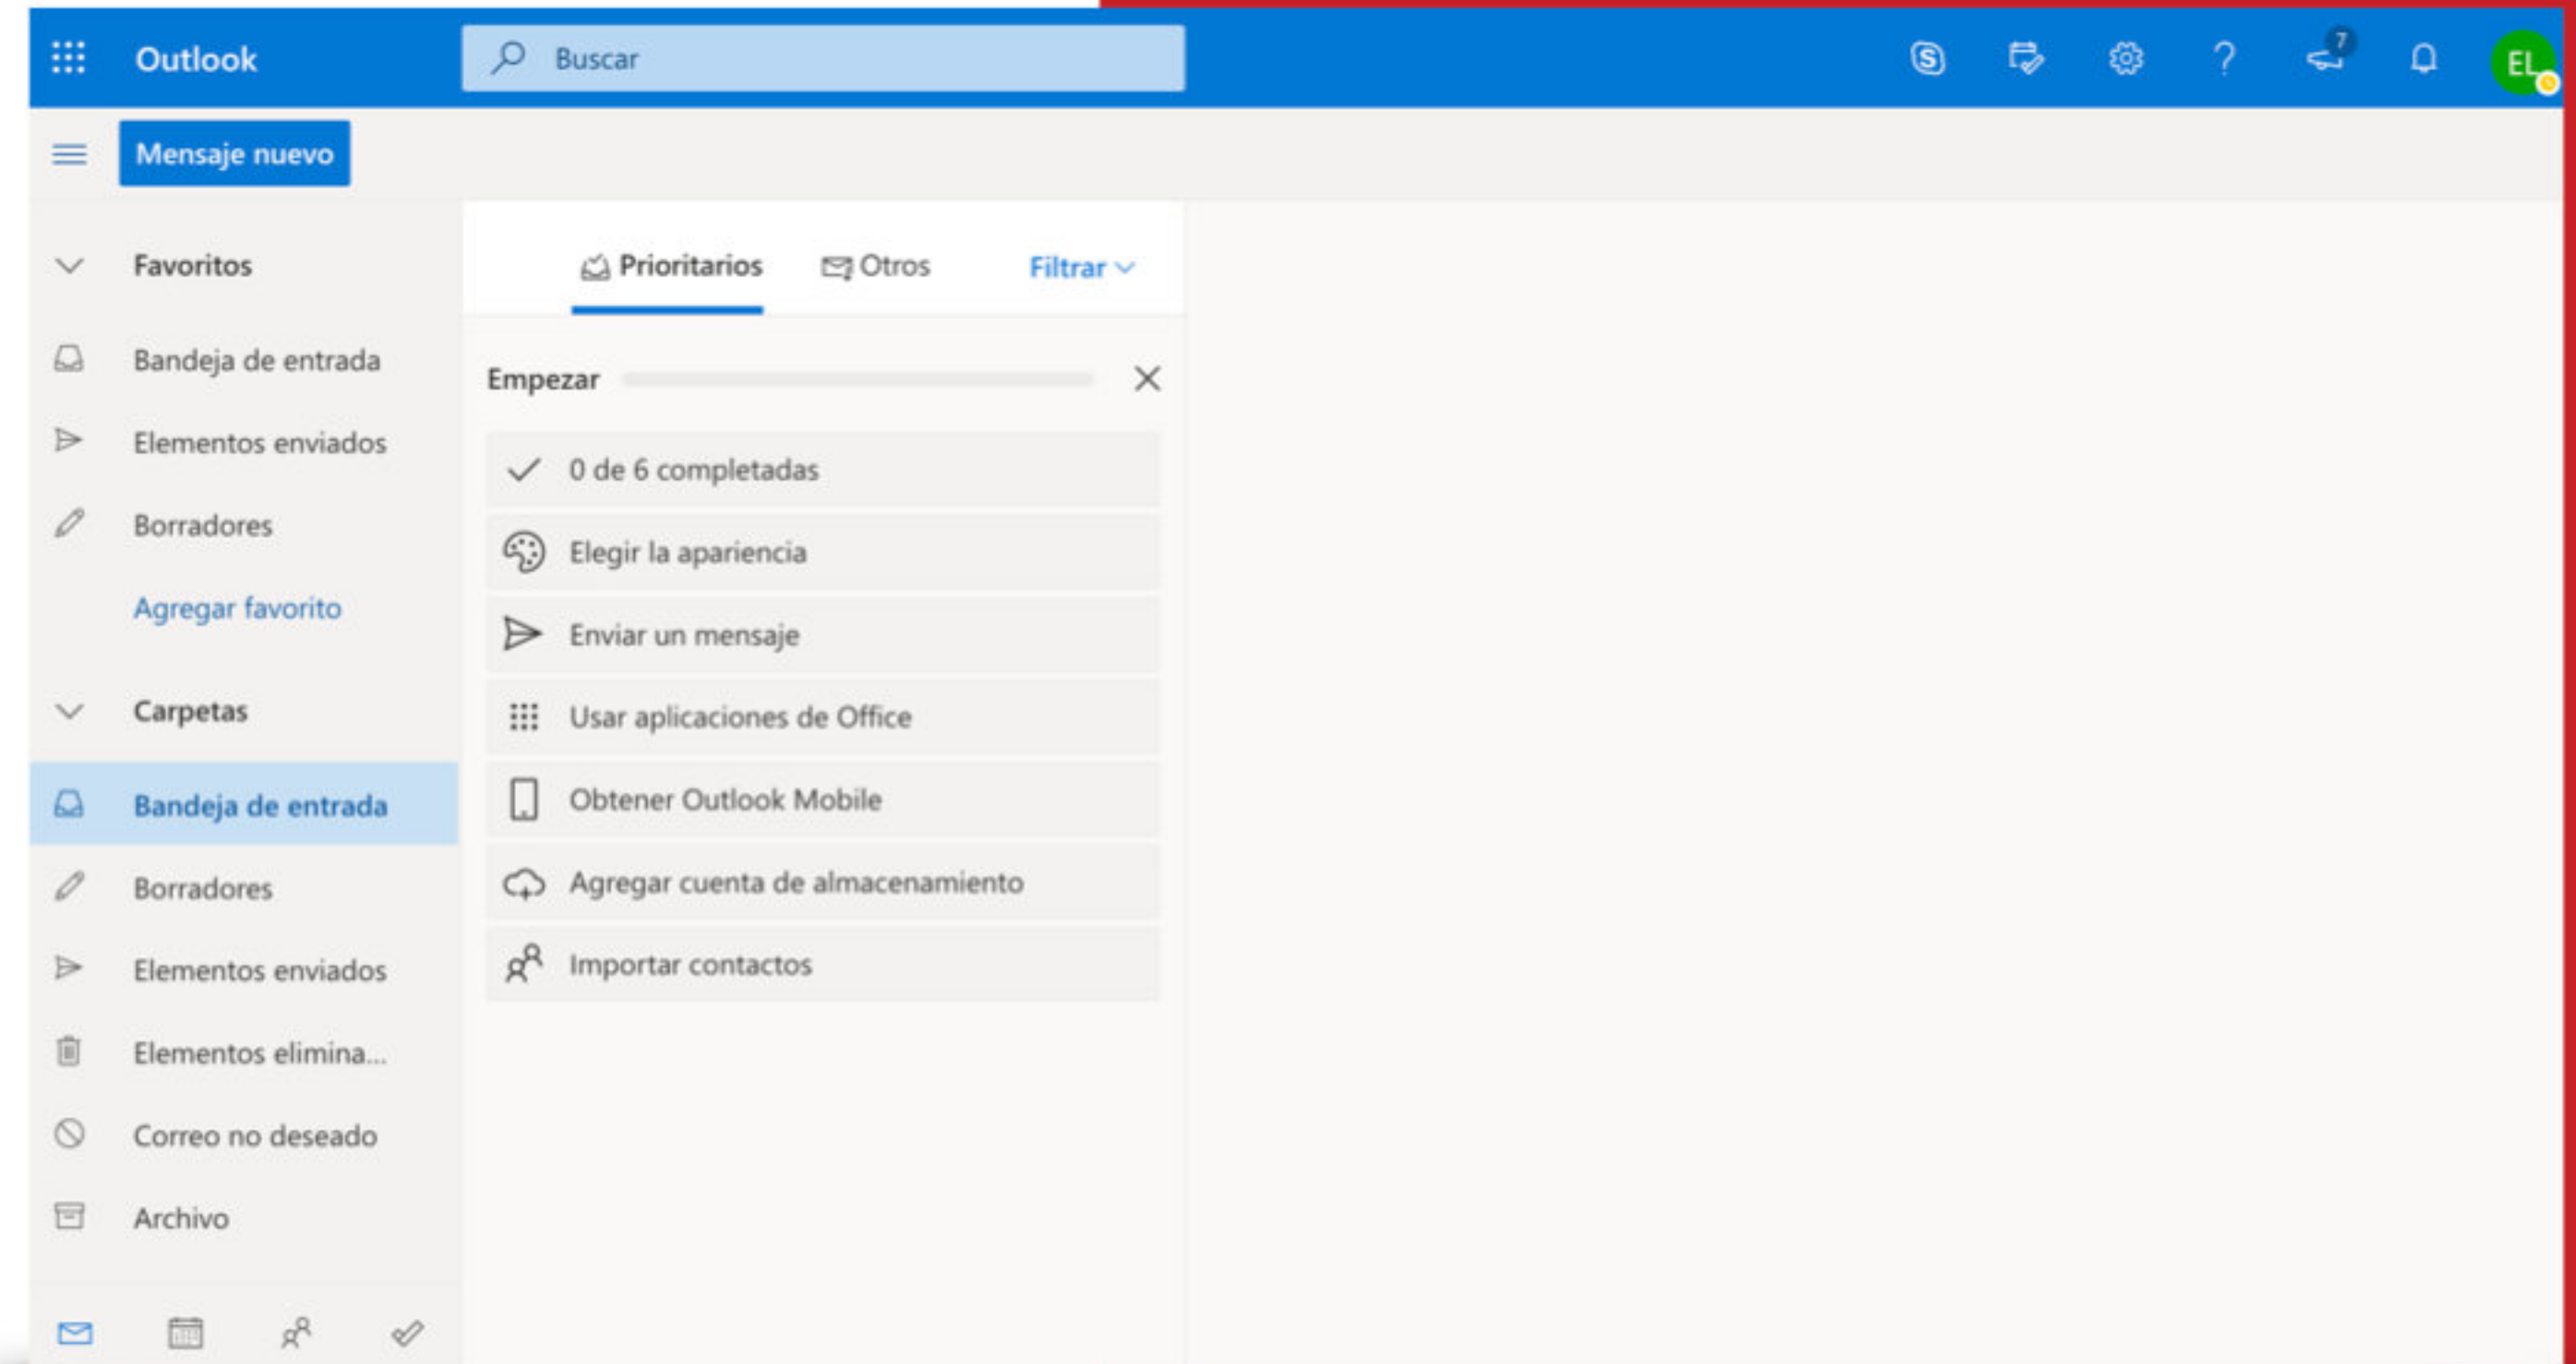 Outlook
Buscar
7
EL
Mensaje nuevo
Favoritos
Bandeja de entrada
Elementos enviados
Borradores
Agregar favorito
Carpetas
Bandeja de entrada
Borradores
Elementos enviados
Elementos elimina...
Correo no deseado
Archivo
Prioritarios
Otros
Filtrar
Empezar
0 de 6 completadas
Elegir la apariencia
Enviar un mensaje
Usar aplicaciones de Office
Obtener Outlook Mobile
Agregar cuenta de almacenamiento
Importar contactos